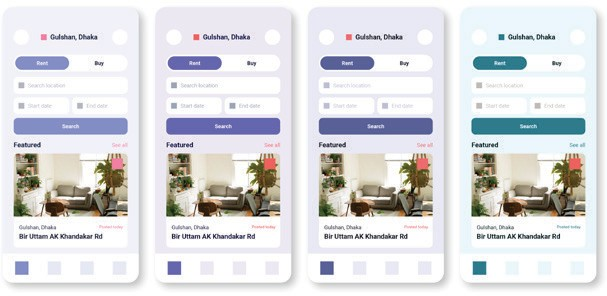 Gulshan, Dhaka
Rent Buy
Search location
Start date End date
Search
Featured See all
Gulshan, Dhaka Posted today
Bir Uttam AK Khandakar Rd
Gulshan, Dhaka
Rent Buy
Search location
Start date End date
Search
Featured See all
Gulshan, Dhaka Posted today
Bir Uttam AK Khandakar Rd
Gulshan, Dhaka
Rent Buy
Search location
Start date End date
Search
Featured See all
Gulshan, Dhaka Posted today
Bir Uttam AK Khandakar Rd
Gulshan, Dhaka
Rent Buy
Search location
Start date End date
Search
Featured See all
Gulshan, Dhaka Posted today
Bir Uttam AK Khandakar Rd